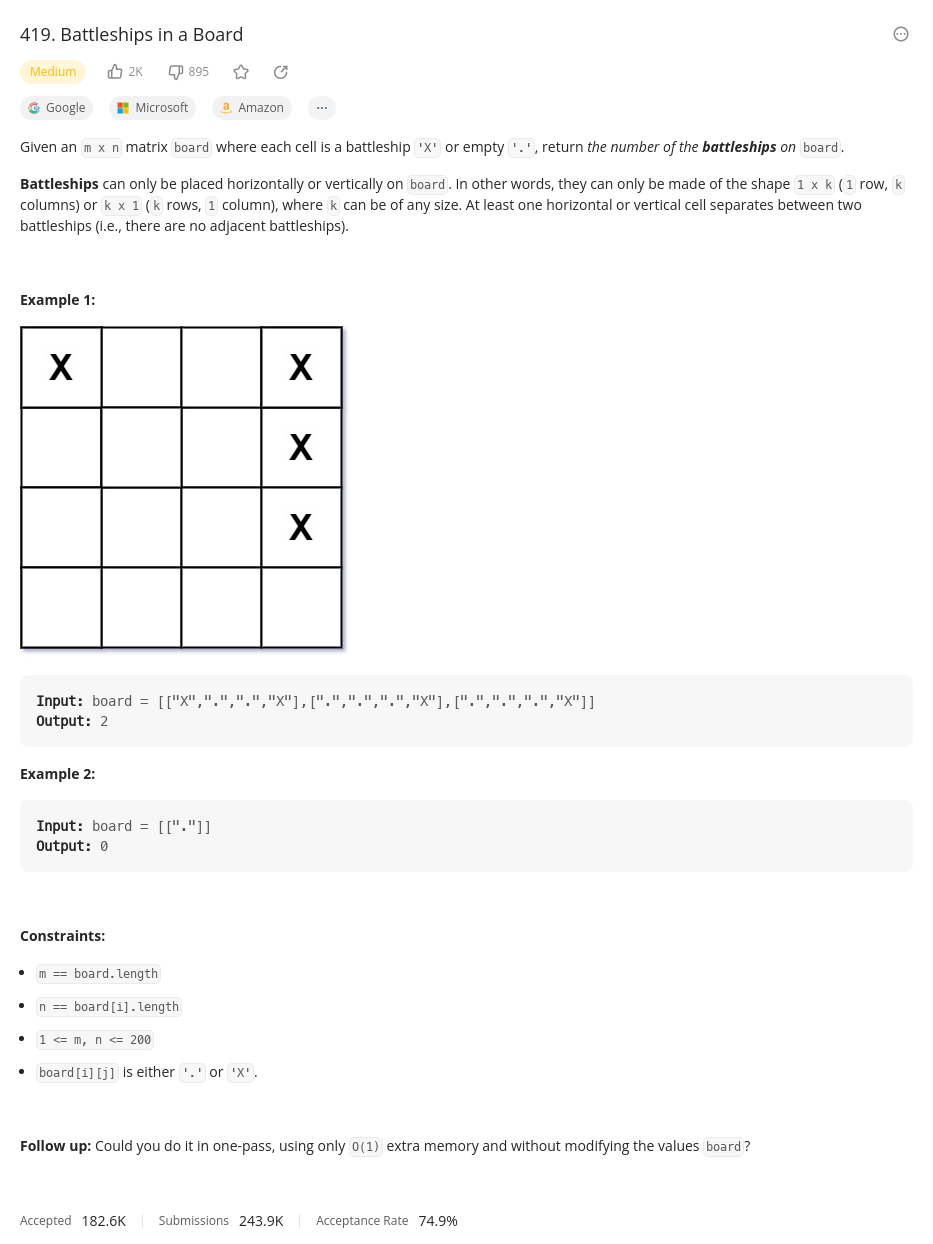 419. Battleships in a Board
Medium 2K 895
Google Microsoft Amazon ...
Given an m x n matrix board where each cell is a battleship 'X' or empty '.', return the number of the battleships on board.
Battleships can only be placed horizontally or vertically on board. In other words, they can only be made of the shape 1 x k (1 row, k
columns) or k x 1 (k rows, 1 column), where k can be of any size. At least one horizontal or vertical cell separates between two
battleships (i.e., there are no adjacent battleships).
Example 1:
X X
X
X
Input: board = [["X",".",".","X"],[".",".",".","X"],[".",".",".","X"]]
Output: 2
Example 2:
Input: board = [["."]]
Output: 0
Constraints:
m == board.length
n == board[i].length
1 <= m, n <= 200
board[i][j] is either '.' or 'X'.
Follow up: Could you do it in one-pass, using only O(1) extra memory and without modifying the values board?
Accepted 182.6K Submissions 243.9K Acceptance Rate 74.9%